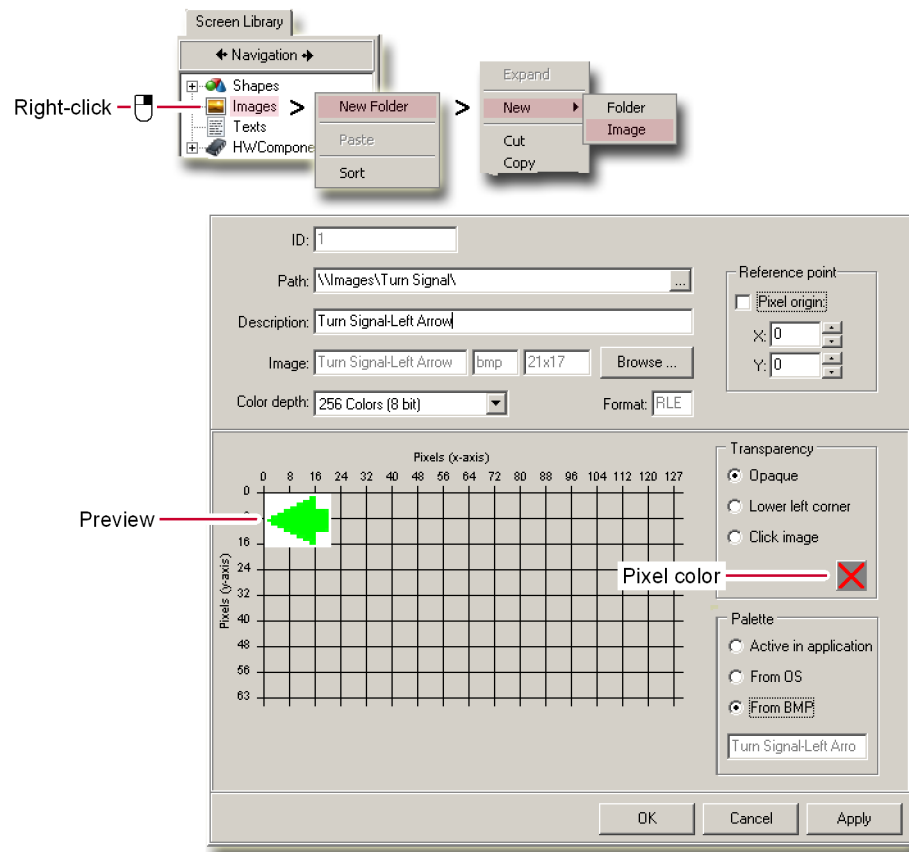 Screen Library
Navigation
Shapes
Right-click
Images
>
New Folder
>
Expand
New
Folder
Image
Texts
HWCompone
Paste
Sort
Cut
Copy
ID: 1
Path: \\Images\Turn Signal\ ...
Description: Turn Signal-Left Arrow
Image: Turn Signal-Left Arrow bmp 21x17 Browse ...
Color depth: 256 Colors (8 bit) Format: RLE
Reference point
Pixel origin:
X: 0
Y: 0
Pixels (x-axis)
0 8 16 24 32 40 48 56 64 72 80 88 96 104 112 120 127
Pixels (y-axis)
0
16
24
32
40
48
56
63
Preview
Transparency
Opaque
Lower left corner
Click image
Pixel color
Palette
Active in application
From OS
From BMP
Turn Signal-Left Arro
OK Cancel Apply